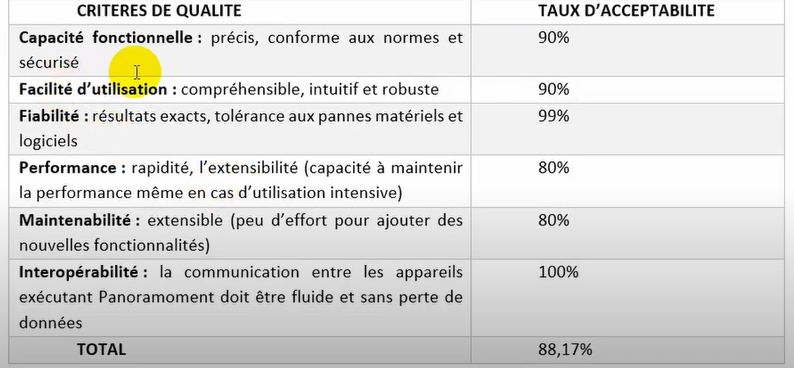 CRITERES DE QUALITE TAUX D’ACCEPTABILITE
Capacité fonctionnelle : précis, conforme aux normes et 90%
sécurisé
Facilité d’utilisation : compréhensible, intuitif et robuste 90%
Fiabilité : résultats exacts, tolérance aux pannes matériels et 99%
logiciels
Performance : rapidité, l’extensibilité (capacité à maintenir 80%
la performance même en cas d’utilisation intensive)
Maintenabilité : extensible (peu d’effort pour ajouter des 80%
nouvelles fonctionnalités)
Interopérabilité : la communication entre les appareils 100%
exécutant Panoramoment doit être fluide et sans perte de
données
TOTAL 88,17%